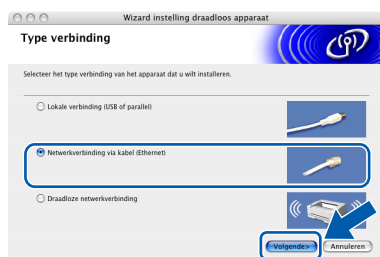 Wizard instelling draadloos apparaat
Type verbinding
Selecteer het type verbinding van het apparaat dat u wilt installeren.
Lokale verbinding (USB of parallel)
Netwerkverbinding via kabel (Ethernet)
Draadloze netwerkverbinding
Volgende>
Annuleren